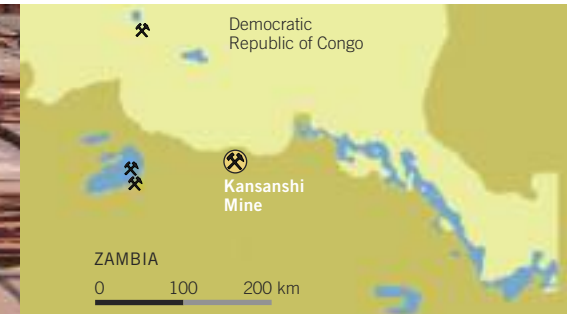 Democratic
Republic of Congo
Kansanshi
Mine
ZAMBIA
0 100 200 km